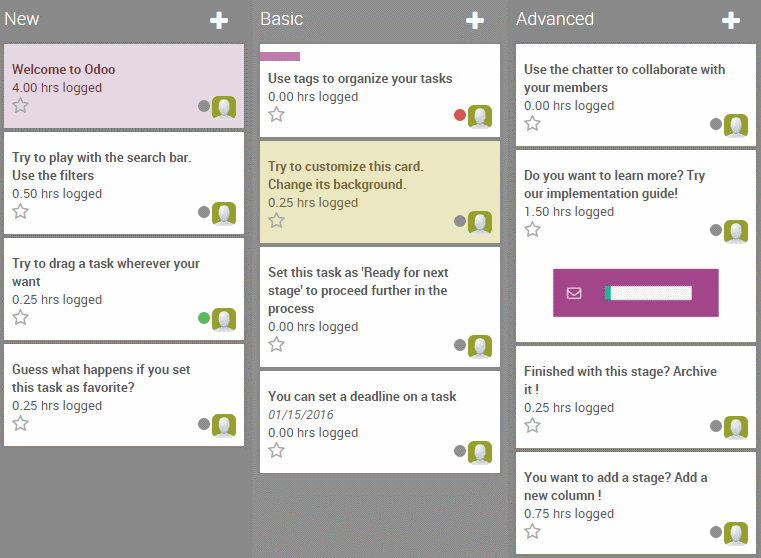 New
Welcome to Odoo
4.00 hrs logged
Try to play with the search bar.
Use the filters
0.50 hrs logged
Try to drag a task wherever your
want
0.25 hrs logged
Guess what happens if you set
this task as favorite?
0.25 hrs logged
Basic
Use tags to organize your tasks
0.00 hrs logged
Try to customize this card.
Change its background.
0.25 hrs logged
Set this task as 'Ready for next
stage' to proceed further in the
process
0.00 hrs logged
You can set a deadline on a task
01/15/2016
0.00 hrs logged
Advanced
Use the chatter to collaborate with
your members
0.00 hrs logged
Do you want to learn more? Try
our implementation guide!
1.50 hrs logged
Finished with this stage? Archive
it !
0.25 hrs logged
You want to add a stage? Add a
new column !
0.75 hrs logged